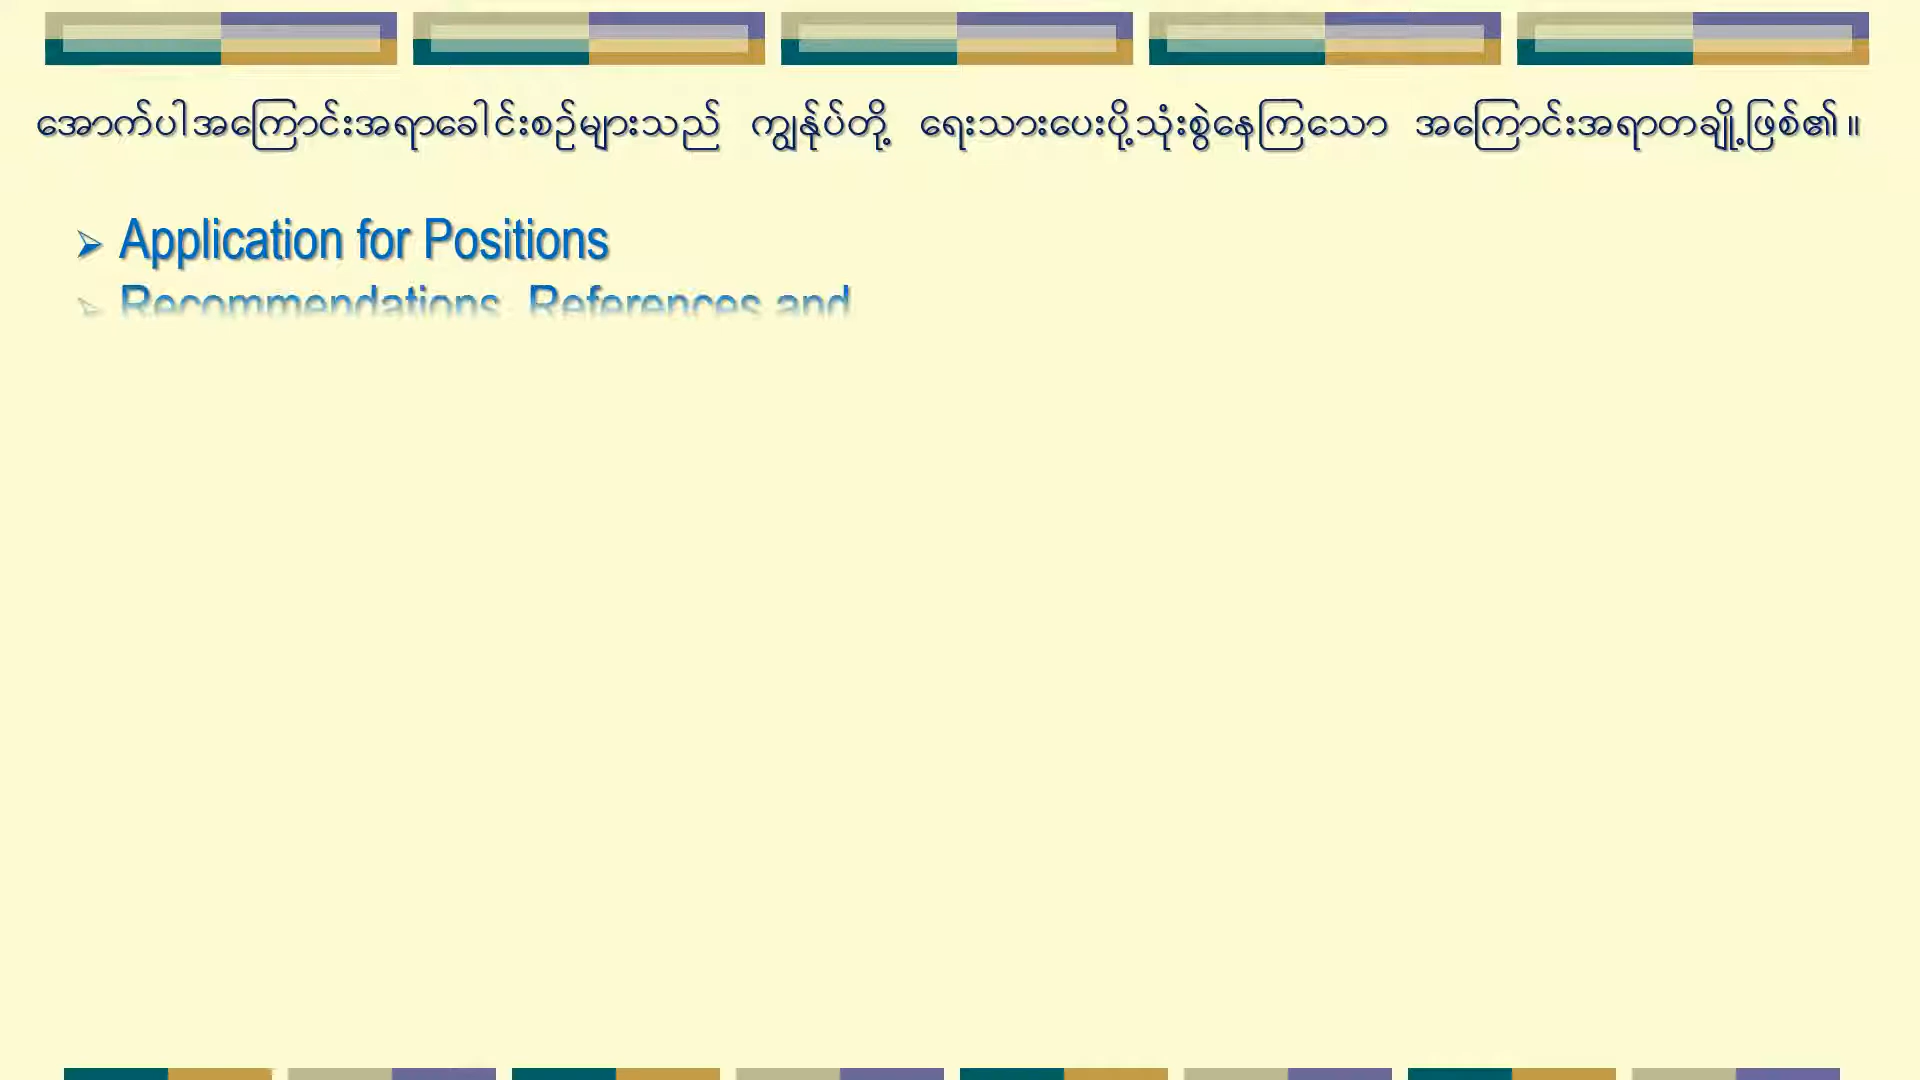 အောက်ပါအကြောင်းအရာခေါင်းစဉ်များသည် ကျွန်ုပ်တို့ ရေးသားပေးပို့သုံးစွဲနေကြသော အကြောင်းအရာတချို့ဖြစ်၏။
➢ Application for Positions
➢ Recommendations, References and